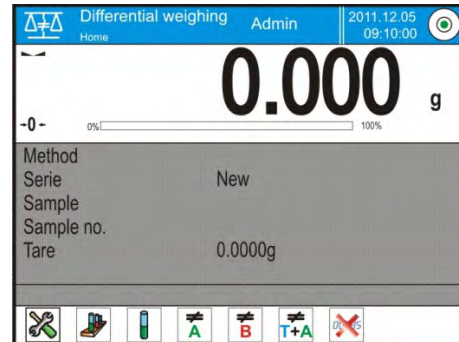 Differential weighing Admin 2011.12.05
Home 09:10:00
0.000 g
-0- 0% 100%
Method
Serie New
Sample
Sample no.
Tare 0.0000g
A B T+A